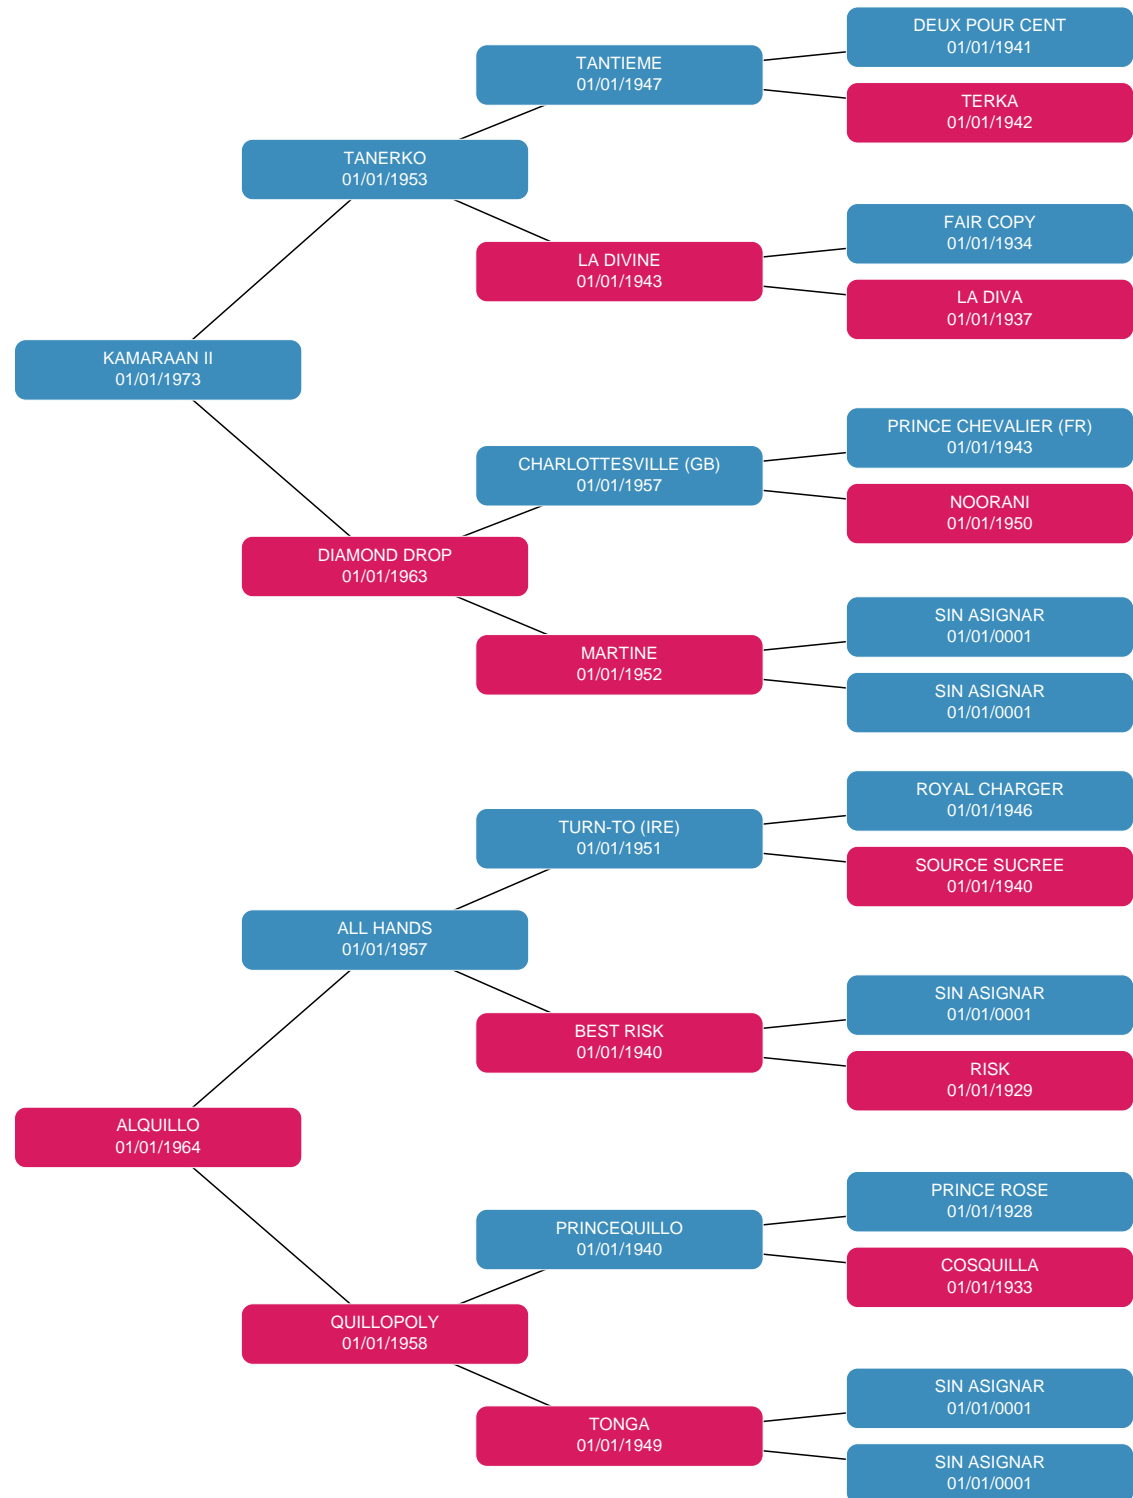 DEUX POUR CENT
01/01/1941
TANTIEME
01/01/1947
TERKA
01/01/1942
TANERKO
01/01/1953
FAIR COPY
01/01/1934
LA DIVINE
01/01/1943
LA DIVA
01/01/1937
KAMARAAN II
01/01/1973
PRINCE CHEVALIER (FR)
01/01/1943
CHARLOTTESVILLE (GB)
01/01/1957
NOORANI
01/01/1950
DIAMOND DROP
01/01/1963
SIN ASIGNAR
01/01/0001
MARTINE
01/01/1952
SIN ASIGNAR
01/01/0001
ROYAL CHARGER
01/01/1946
TURN-TO (IRE)
01/01/1951
SOURCE SUCREE
01/01/1940
ALL HANDS
01/01/1957
SIN ASIGNAR
01/01/0001
BEST RISK
01/01/1940
RISK
01/01/1929
ALQUILLO
01/01/1964
PRINCE ROSE
01/01/1928
PRINCEQUILLO
01/01/1940
COSQUILLA
01/01/1933
QUILLOPOLY
01/01/1958
SIN ASIGNAR
01/01/0001
TONGA
01/01/1949
SIN ASIGNAR
01/01/0001